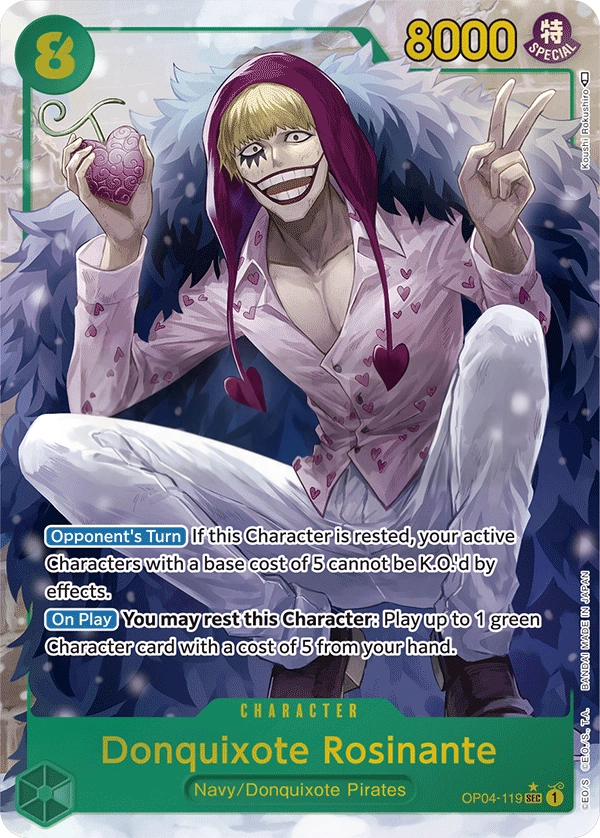 8
8000
特
SPECIAL
Koushi Rokushiro
Opponent's Turn If this Character is rested, your active
Characters with a base cost of 5 cannot be K.O.'d by
effects.
On Play You may rest this Character: Play up to 1 green
Character card with a cost of 5 from your hand.
©E.O/S ©E.O/S., T.A. BANDAI MADE IN JAPAN
CHARACTER
Donquixote Rosinante
Navy/Donquixote Pirates
OP04-119 SEC ★ 1